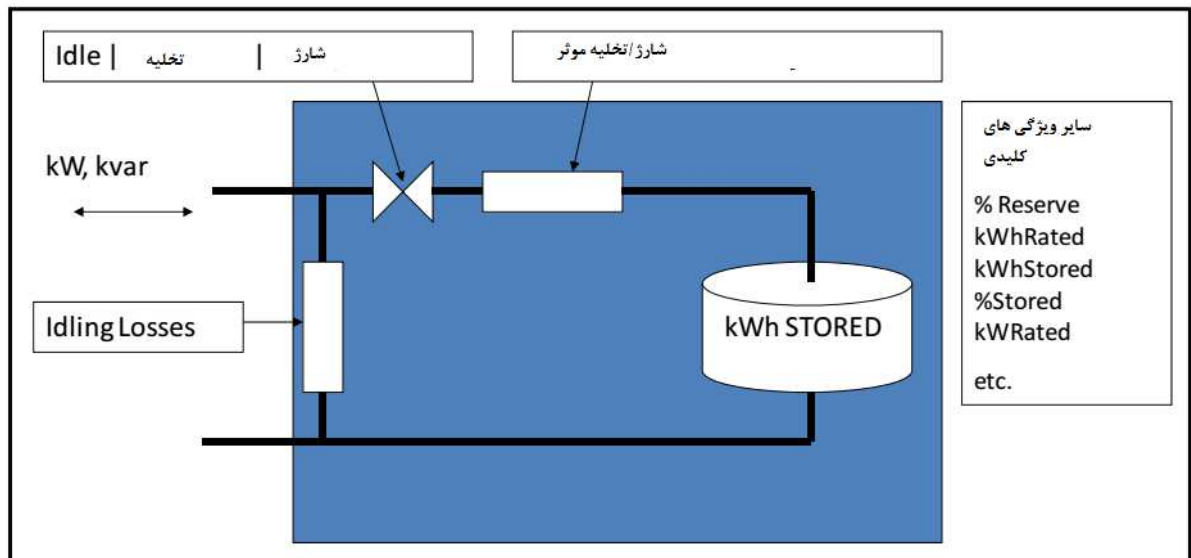 Idle | تخلیه | شارژ
شارژ/تخلیه موثر
-
kW, kvar
Idling Losses
kWh STORED
سایر ویژگی های
کلیدی
% Reserve
kWhRated
kWhStored
%Stored
kWRated
etc.